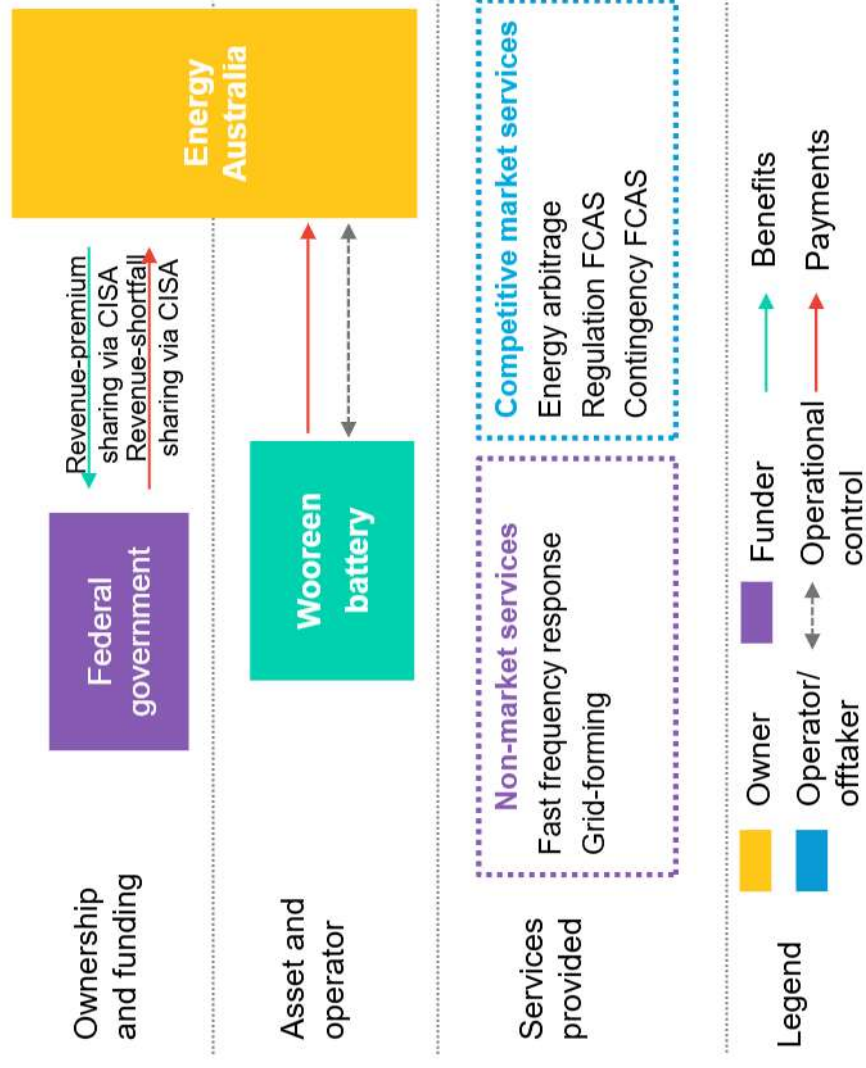 Ownership
and funding
Federal
government
Revenue-premium
sharing via CISA
Revenue-shortfall
sharing via CISA
Energy
Australia
Asset and
operator
Wooreen
battery
Services
provided
Non-market services
Fast frequency response
Grid-forming
Competitive market services
Energy arbitrage
Regulation FCAS
Contingency FCAS
Legend
Owner
Funder
Benefits
Operator/
offtaker
Operational
control
Payments